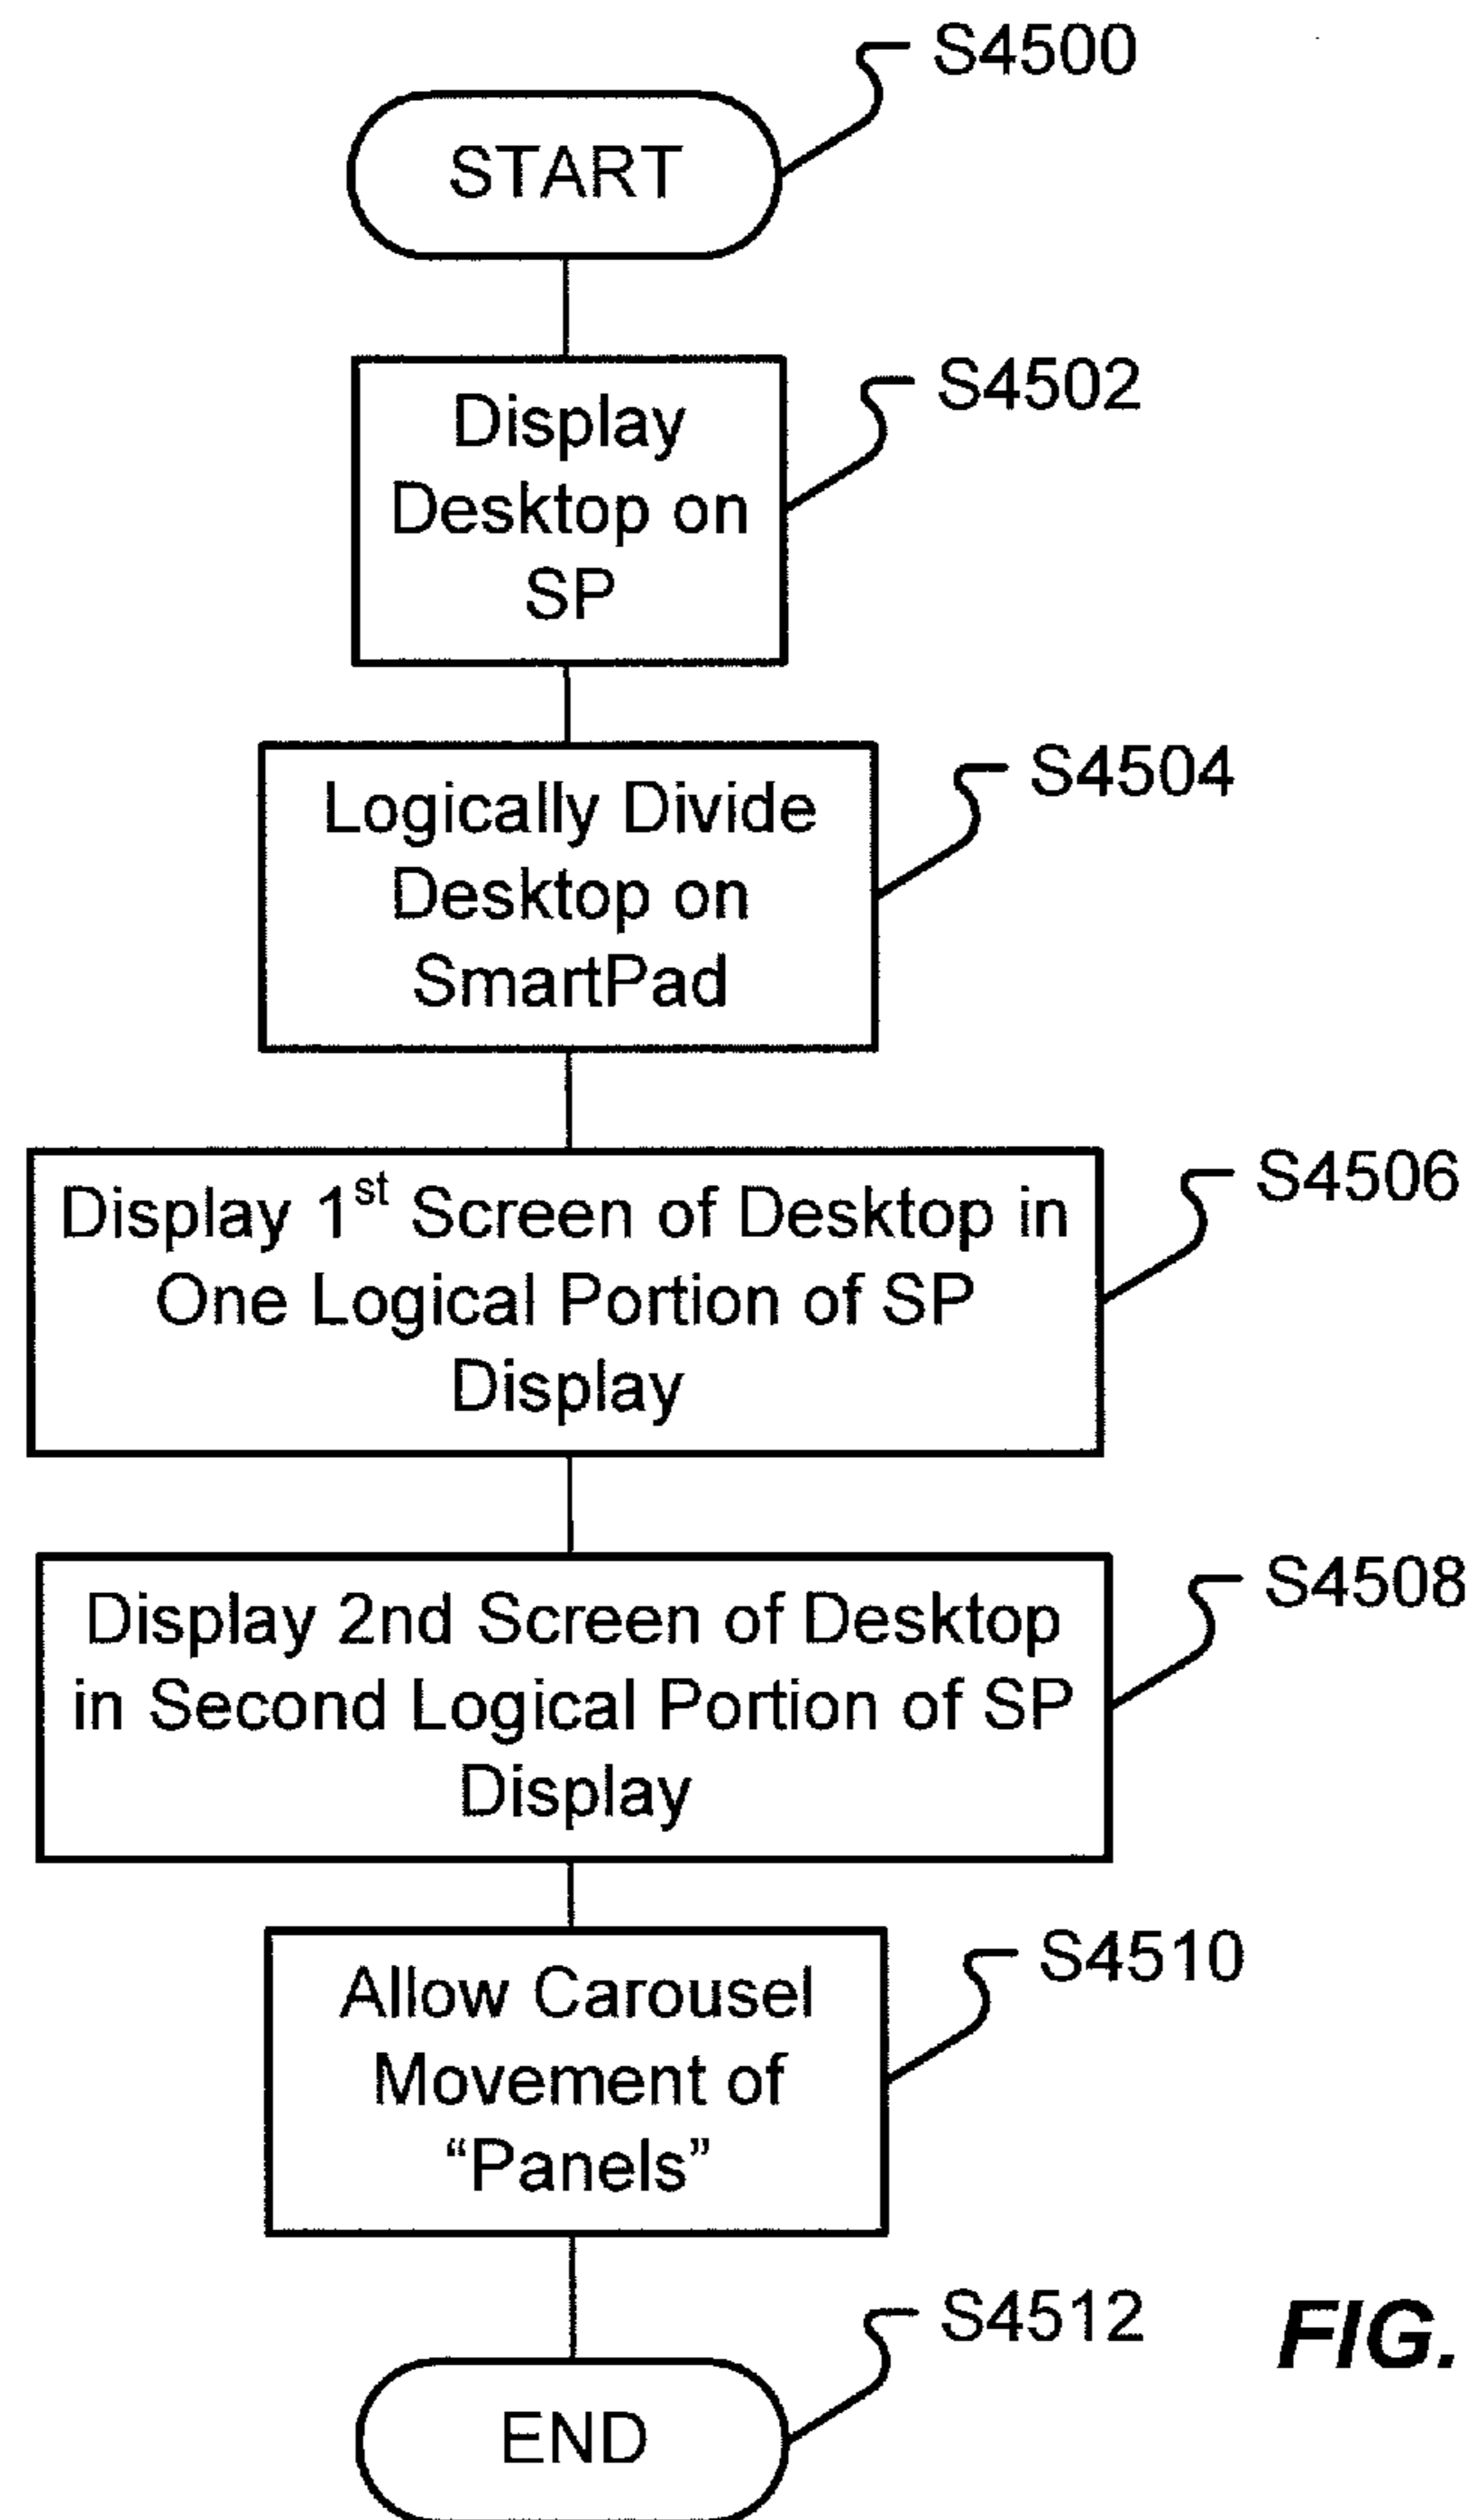 S4500
START
S4502
Display
Desktop on
SP
S4504
Logically Divide
Desktop on
SmartPad
S4506
Display 1st Screen of Desktop in
One Logical Portion of SP
Display
S4508
Display 2nd Screen of Desktop
in Second Logical Portion of SP
Display
S4510
Allow Carousel
Movement of
“Panels”
S4512
FIG.
END